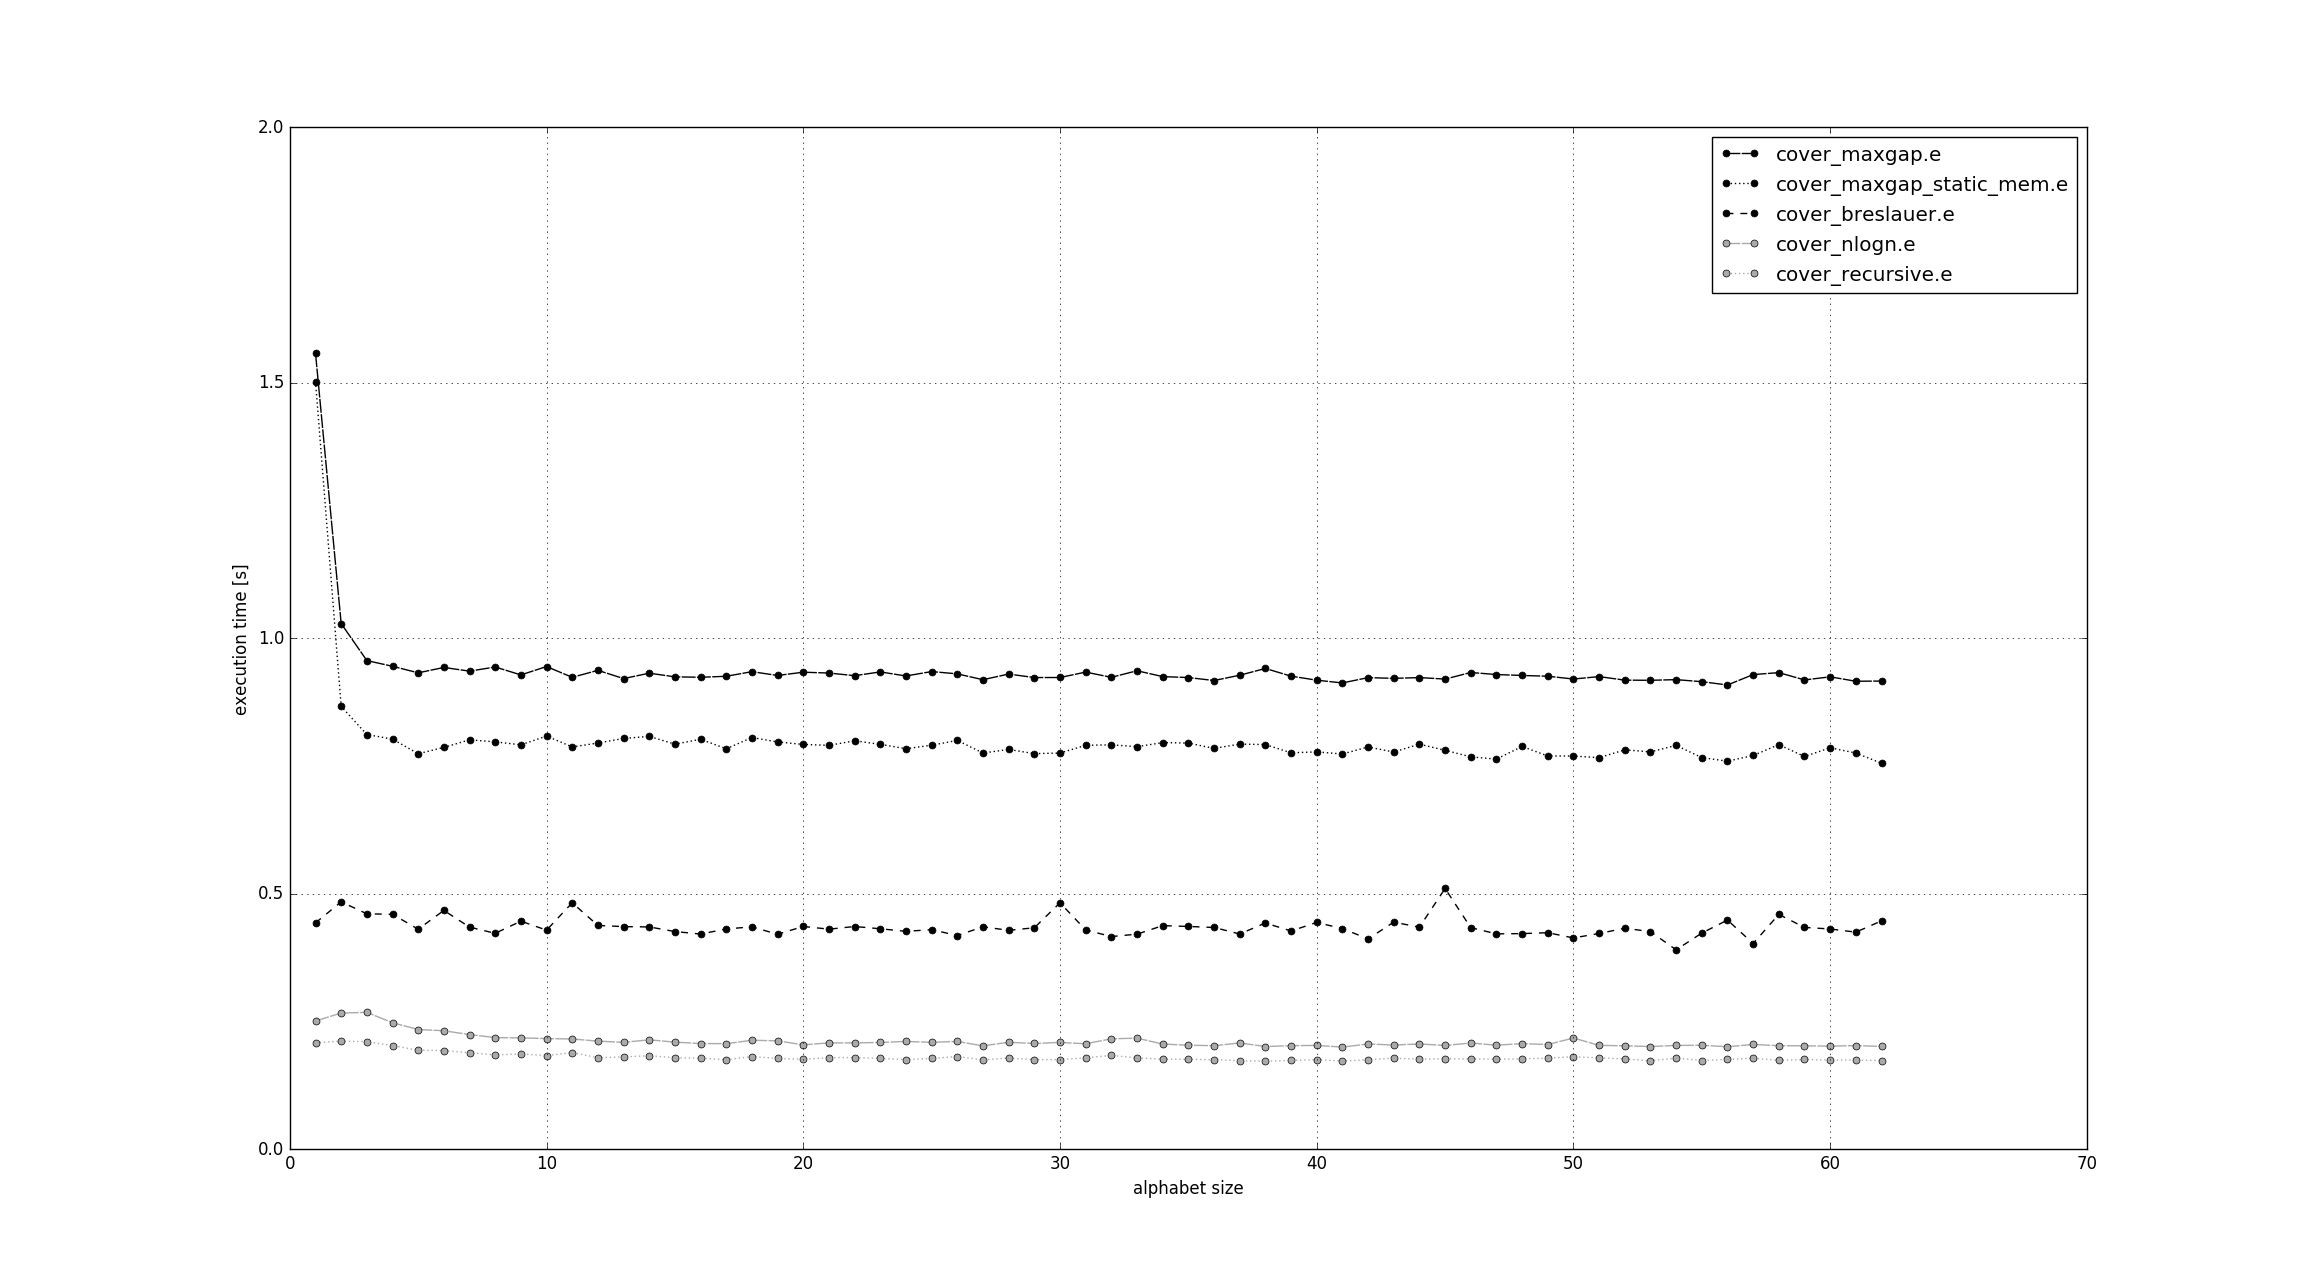 2.0
1.5
1.0
0.5
0.0
execution time [s]
0 10 20 30 40 50 60 70
alphabet size
cover_maxgap.e
cover_maxgap_static_mem.e
cover_breslauer.e
cover_nlogn.e
cover_recursive.e